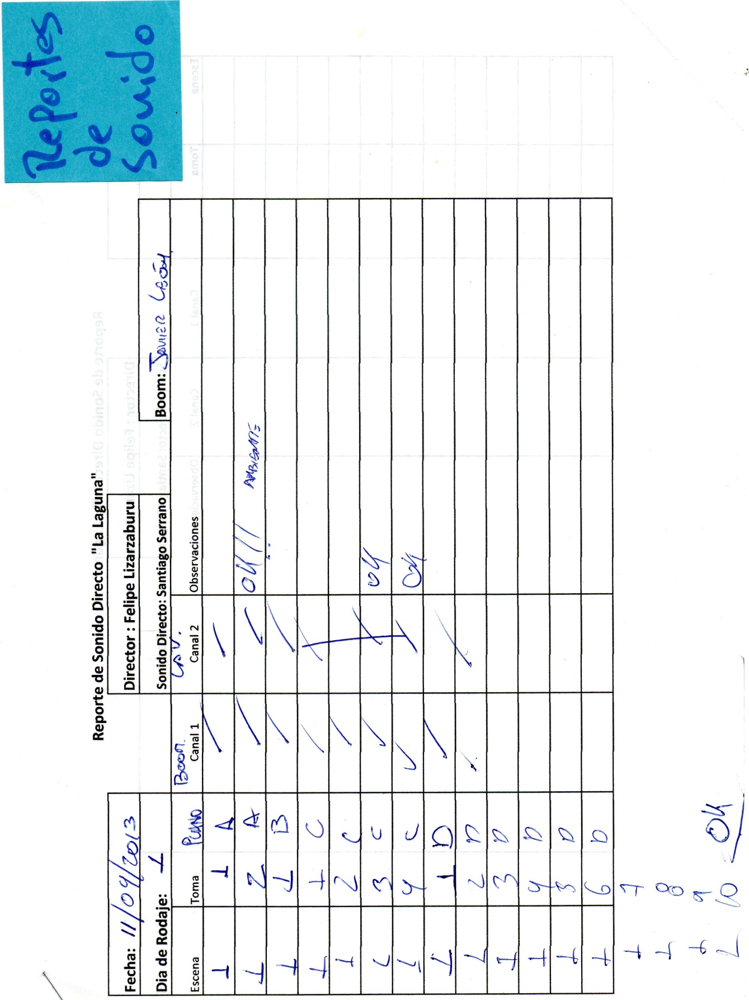 Reportes
de
sonido
Reporte de Sonido Directo "La Laguna"
Fecha: 11/04/2013 Director : Felipe Lizarzaburu
Dia de Rodaje: 1 Sonido Directo: Santiago Serrano Boom: Javier León
Boom LAV.
Escena Toma Plano Canal 1 Canal 2 Observaciones
1 1 A
1 2 A OK!! AMBIENTE
1 1 B
1 1 C
1 2 C
1 3 C OK
1 4 C OK
1 1 D
1 2 D
1 3 D
1 4 D
1 5 D
1 6 D
1 7
1 8
1 9
1 10 OK